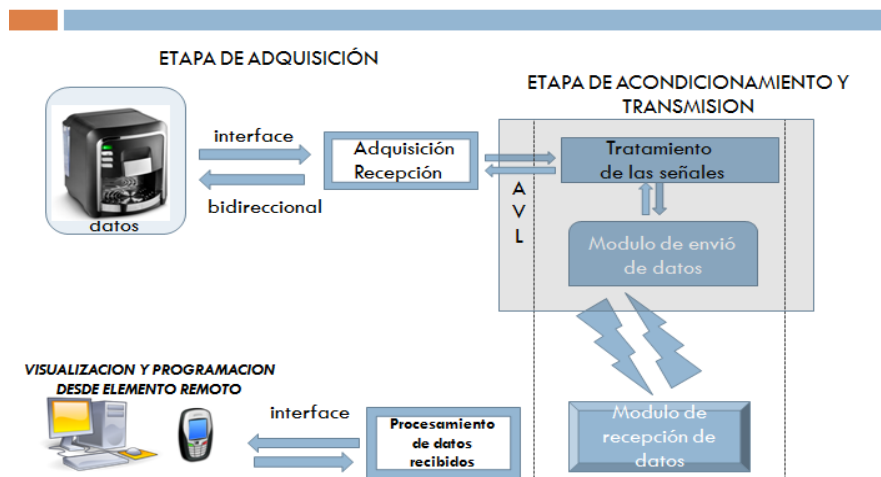 ETAPA DE ADQUISICIÓN
ETAPA DE ACONDICIONAMIENTO Y
TRANSMISION
datos
interface
bidireccional
Adquisición
Recepción
A
V
L
Tratamiento
de las señales
Modulo de envió
de datos
VISUALIZACION Y PROGRAMACION
DESDE ELEMENTO REMOTO
interface
Procesamiento
de datos
recibidos
Modulo de
recepción de
datos